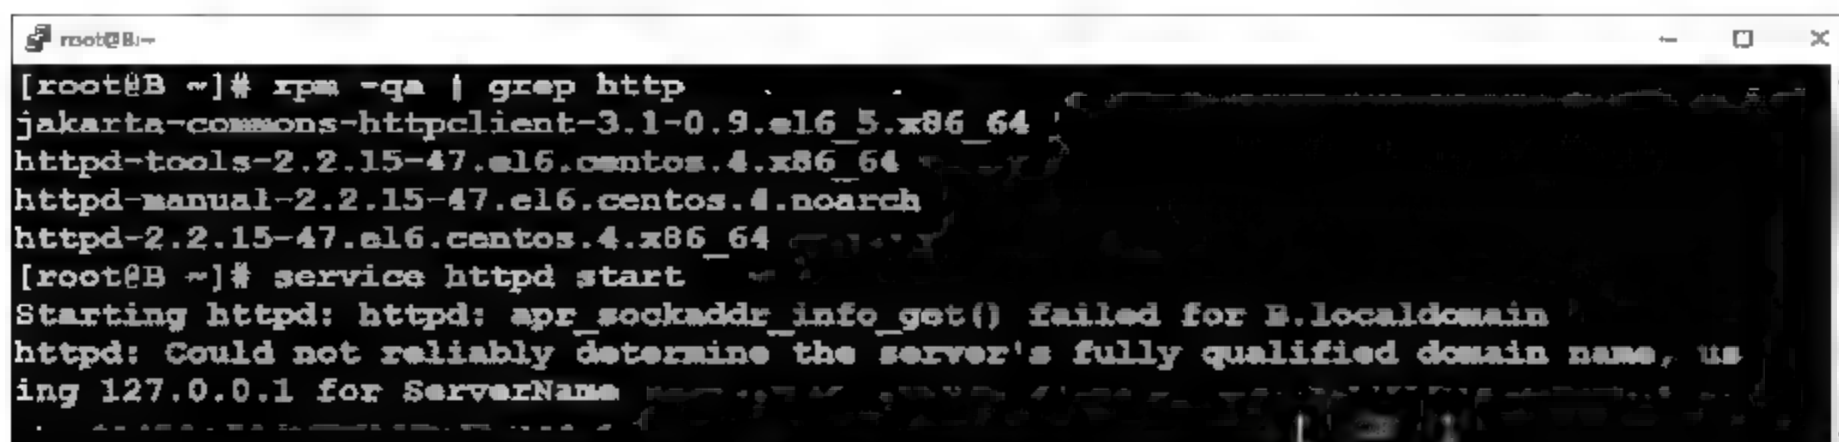 root@B:~
[root@B ~]# rpm -qa | grep http
jakarta-commons-httpclient-3.1-0.9.el6_5.x86_64
httpd-tools-2.2.15-47.el6.centos.4.x86_64
httpd-manual-2.2.15-47.el6.centos.4.noarch
httpd-2.2.15-47.el6.centos.4.x86_64
[root@B ~]# service httpd start
Starting httpd: httpd: apr_sockaddr_info_get() failed for B.localdomain
httpd: Could not reliably determine the server's fully qualified domain name, us
ing 127.0.0.1 for ServerName